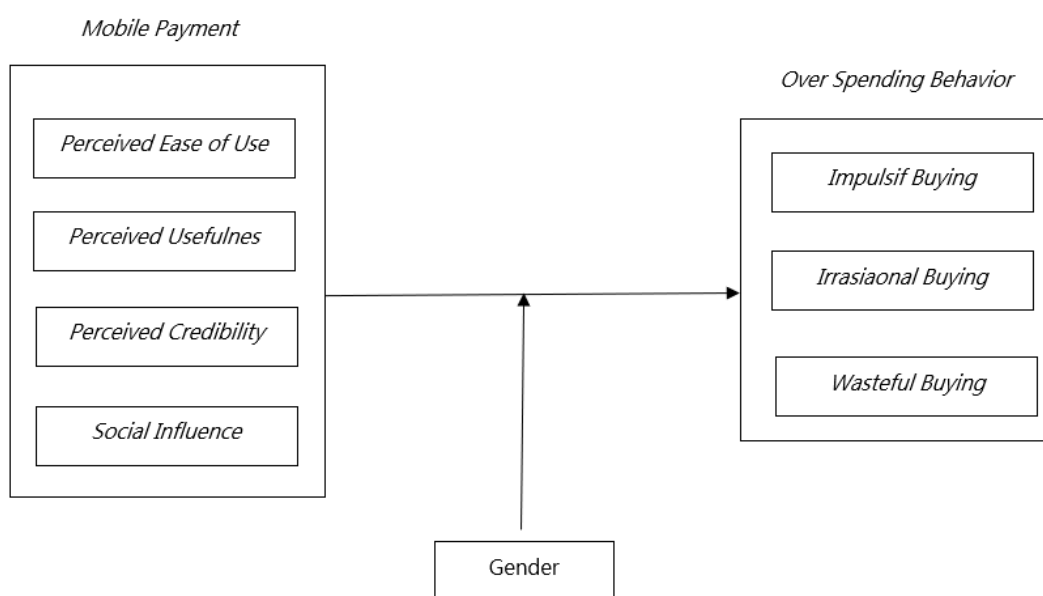 Mobile Payment
Perceived Ease of Use
Perceived Usefulnes
Perceived Credibility
Social Influence
Over Spending Behavior
Impulsif Buying
Irrasiaonal Buying
Wasteful Buying
Gender